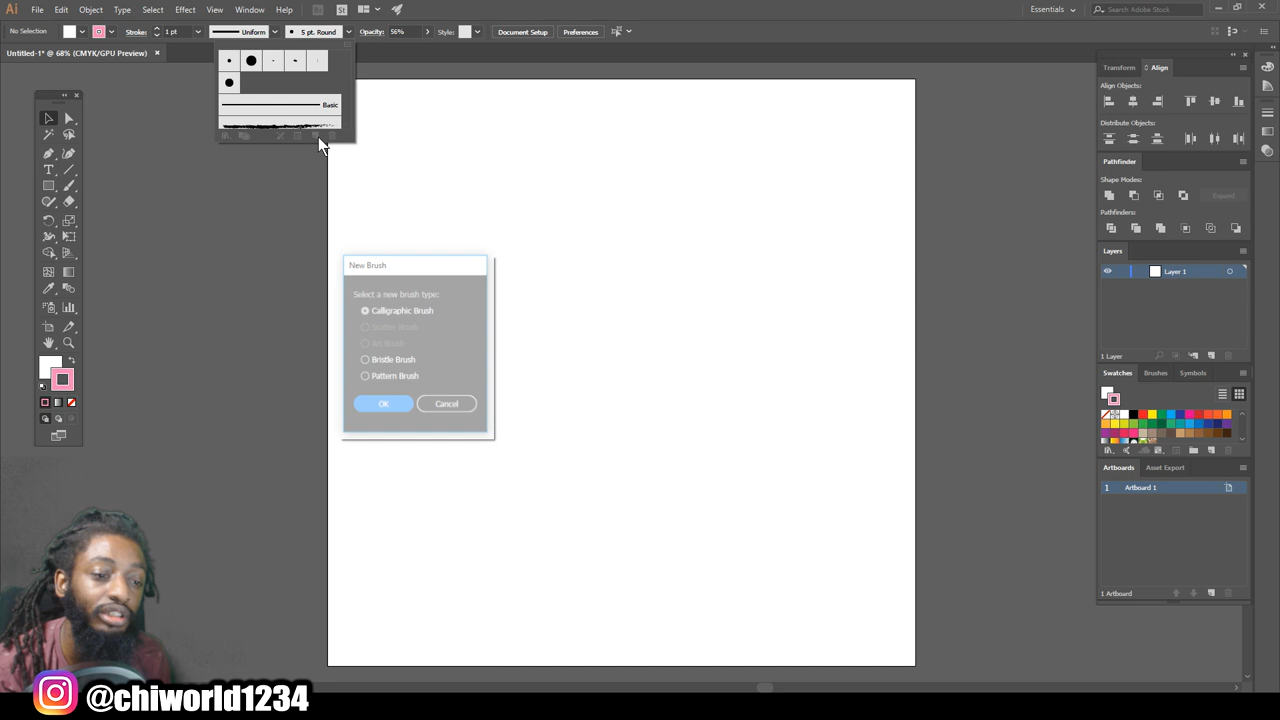 Ai File Edit Object Type Select Effect View Window Help Br St Essentials Search Adobe Stock
No Selection Stroke: 1 pt Uniform 5 pt. Round Opacity: 56% Style: Document Setup Preferences
Untitled-1* @ 68% (CMYK/GPU Preview) ×
Basic
New Brush
Select a new brush type:
Calligraphic Brush
Scatter Brush
Art Brush
Bristle Brush
Pattern Brush
OK Cancel
Transform Align
Align Objects:
Distribute Objects:
Pathfinder
Shape Modes:
Expand
Pathfinders:
Layers
Layer 1
1 Layer
Swatches Brushes Symbols
Artboards Asset Export
1 Artboard 1
1 Artboard
@chiworld1234